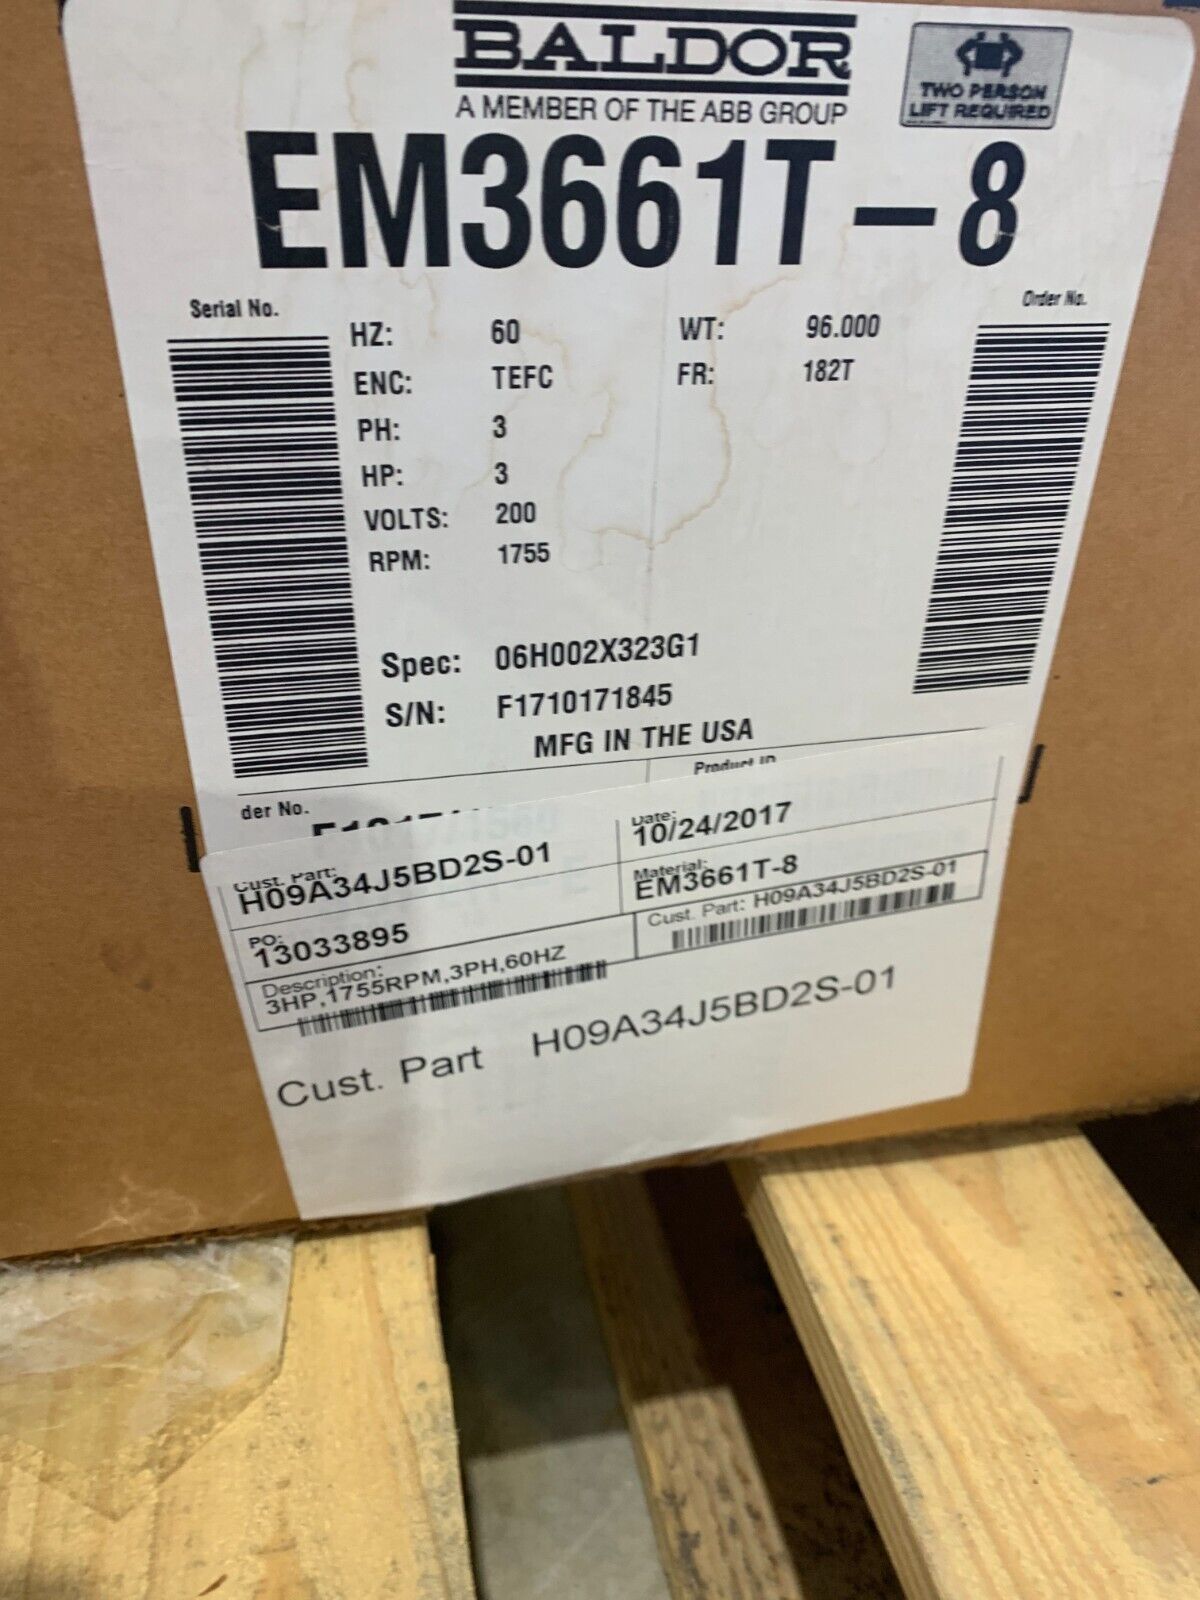 BALDOR
A MEMBER OF THE ABB GROUP
TWO PERSON
LIFT REQUIRED
EM3661T-8
Serial No.
Order No.
HZ: 60 WT: 96.000
ENC: TEFC FR: 182T
PH: 3
HP: 3
VOLTS: 200
RPM: 1755
Spec: 06H002X323G1
S/N: F1710171845
MFG IN THE USA
Product ID
der No.
Cust. Part:
H09A34J5BD2S-01
Date:
10/24/2017
Material:
EM3661T-8
PO:
13033895
Cust. Part: H09A34J5BD2S-01
Description:
3HP,1755RPM,3PH,60HZ
Cust. Part H09A34J5BD2S-01